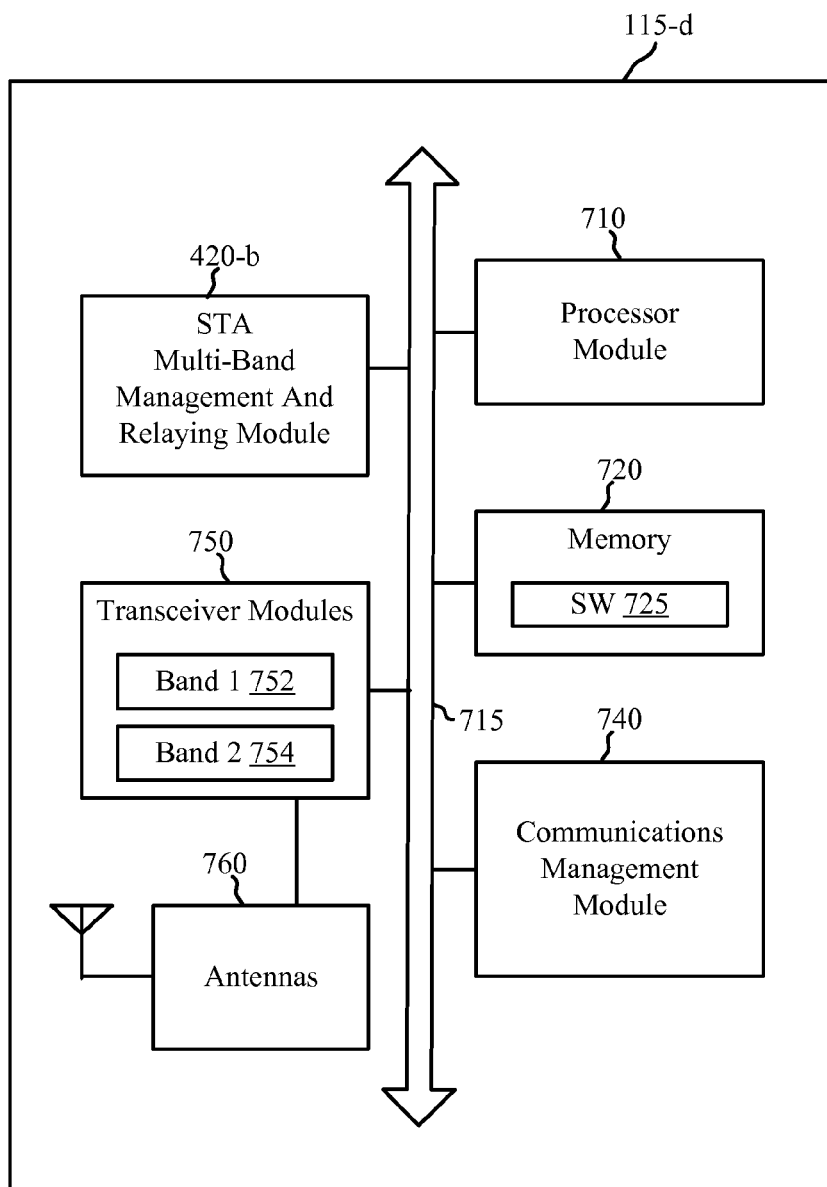 115-d
710
420-b
STA
Multi-Band
Management And
Relaying Module
Processor
Module
720
Memory
SW 725
750
Transceiver Modules
Band 1 752
Band 2 754
715
740
Communications
Management
Module
760
Antennas